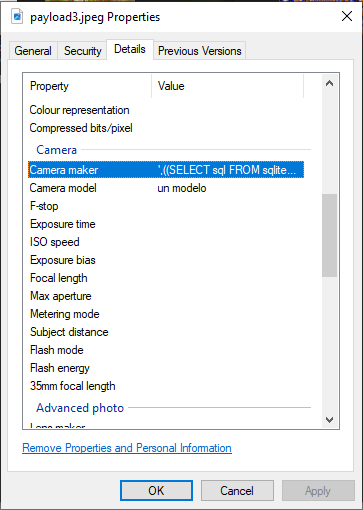 payload3.jpeg Properties
General Security Details Previous Versions
Property Value
Colour representation
Compressed bits/pixel
Camera
Camera maker ',((SELECT sql FROM sqlite...
Camera model un modelo
F-stop
Exposure time
ISO speed
Exposure bias
Focal length
Max aperture
Metering mode
Subject distance
Flash mode
Flash energy
35mm focal length
Advanced photo
Lens maker
Remove Properties and Personal Information
OK Cancel Apply